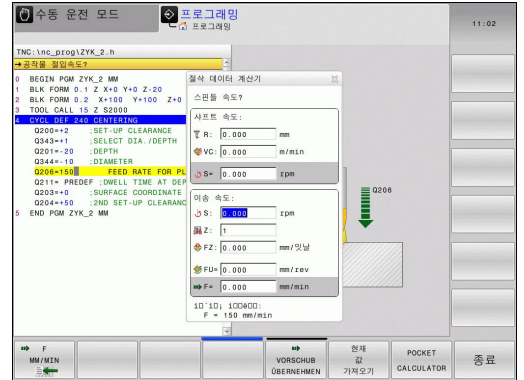 수동 운전 모드
프로그래밍
프로그래밍
11:02
TNC:\nc_prog\ZYK_2.h
→공작물 절입속도?
0 BEGIN PGM ZYK_2 MM
1 BLK FORM 0.1 Z X+0 Y+0 Z-20
2 BLK FORM 0.2 X+100 Y+100 Z+0
3 TOOL CALL 15 Z S2000
4 CYCL DEF 240 CENTERING
Q200=+2 ;SET-UP CLEARANCE
Q343=+1 ;SELECT DIA./DEPTH
Q201=-20 ;DEPTH
Q344=-10 ;DIAMETER
Q206=150 FEED RATE FOR PL
Q211= PREDEF ;DWELL TIME AT DEP
Q203=+0 ;SURFACE COORDINATE
Q204=+50 ;2ND SET-UP CLEARANC
5 END PGM ZYK_2 MM
절삭 데이터 계산기
스핀들 속도?
샤프트 속도:
R: 0.000 mm
VC: 0.000 m/min
S= 0.000 rpm
이송 속도:
S: 0.000 rpm
Z: 1
FZ: 0.000 mm/밋날
FU= 0.000 mm/rev
F= 0.000 mm/min
F = 150 mm/min
Q206
F
MM/MIN
VORSCHUB
ÜBERNEHMEN
현재
값
가져오기
POCKET
CALCULATOR
종료